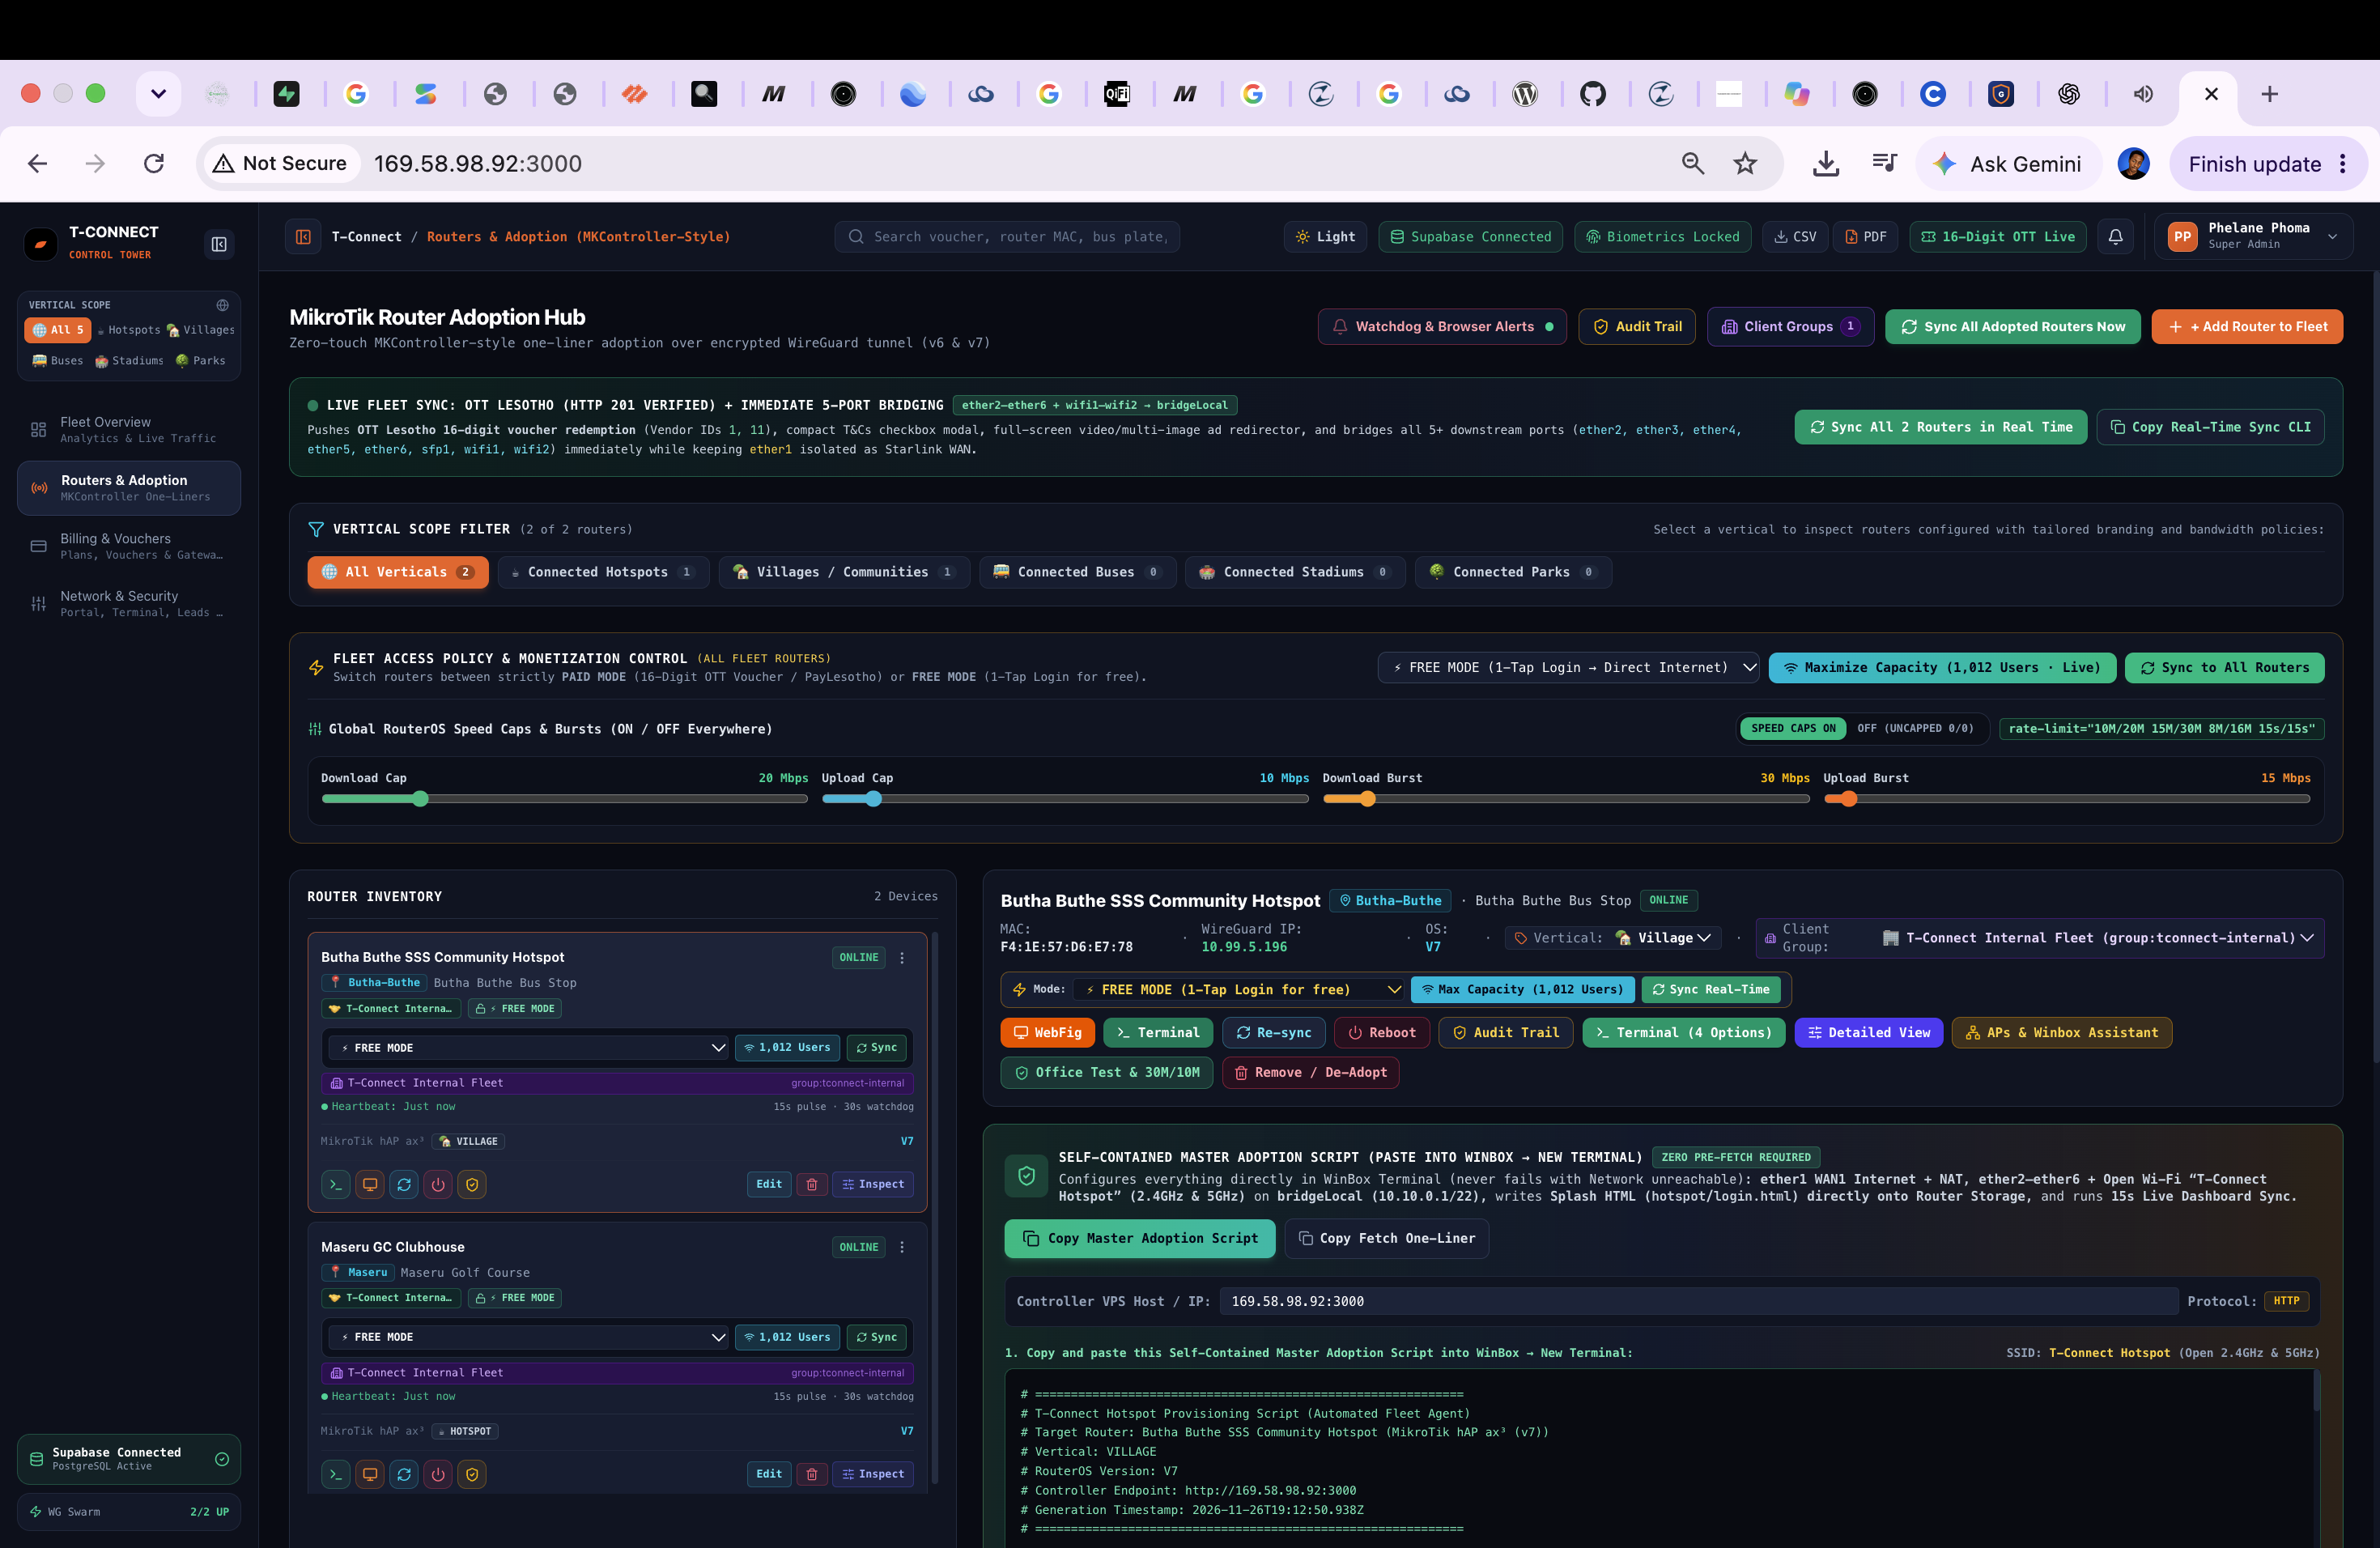 Not Secure
169.58.98.92:3000
Ask Gemini
Finish update
T-CONNECT
CONTROL TOWER
VERTICAL SCOPE
All 5
Hotspots
Villages
Buses
Stadiums
Parks
Fleet Overview
Analytics & Live Traffic
Routers & Adoption
MKController One-Liners
Billing & Vouchers
Plans, Vouchers & Gatewa…
Network & Security
Portal, Terminal, Leads …
Supabase Connected
PostgreSQL Active
WG Swarm 2/2 UP
T-Connect / Routers & Adoption (MKController-Style)
Search voucher, router MAC, bus plate,
Light
Supabase Connected
Biometrics Locked
CSV
PDF
16-Digit OTT Live
PP
Phelane Phoma
Super Admin
MikroTik Router Adoption Hub
Zero-touch MKController-style one-liner adoption over encrypted WireGuard tunnel (v6 & v7)
Watchdog & Browser Alerts
Audit Trail
Client Groups 1
Sync All Adopted Routers Now
+ Add Router to Fleet
LIVE FLEET SYNC: OTT LESOTHO (HTTP 201 VERIFIED) + IMMEDIATE 5-PORT BRIDGING ether2–ether6 + wifi1–wifi2 → bridgeLocal
Pushes OTT Lesotho 16-digit voucher redemption (Vendor IDs 1, 11), compact T&Cs checkbox modal, full-screen video/multi-image ad redirector, and bridges all 5+ downstream ports (ether2, ether3, ether4,
ether5, ether6, sfp1, wifi1, wifi2) immediately while keeping ether1 isolated as Starlink WAN.
Sync All 2 Routers in Real Time
Copy Real-Time Sync CLI
VERTICAL SCOPE FILTER (2 of 2 routers)
Select a vertical to inspect routers configured with tailored branding and bandwidth policies:
All Verticals 2
Connected Hotspots 1
Villages / Communities 1
Connected Buses 0
Connected Stadiums 0
Connected Parks 0
FLEET ACCESS POLICY & MONETIZATION CONTROL (ALL FLEET ROUTERS)
Switch routers between strictly PAID MODE (16-Digit OTT Voucher / PayLesotho) or FREE MODE (1-Tap Login for free).
⚡ FREE MODE (1-Tap Login → Direct Internet)
Maximize Capacity (1,012 Users · Live)
Sync to All Routers
Global RouterOS Speed Caps & Bursts (ON / OFF Everywhere)
SPEED CAPS ON
OFF (UNCAPPED 0/0)
rate-limit="10M/20M 15M/30M 8M/16M 15s/15s"
Download Cap 20 Mbps
Upload Cap 10 Mbps
Download Burst 30 Mbps
Upload Burst 15 Mbps
ROUTER INVENTORY
2 Devices
Butha Buthe SSS Community Hotspot
ONLINE
Butha-Buthe Butha Buthe Bus Stop
T-Connect Interna…
⚡ FREE MODE
⚡ FREE MODE
1,012 Users
Sync
T-Connect Internal Fleet
group:tconnect-internal
Heartbeat: Just now
15s pulse · 30s watchdog
MikroTik hAP ax³ VILLAGE
V7
Edit
Inspect
Maseru GC Clubhouse
ONLINE
Maseru Maseru Golf Course
T-Connect Interna…
⚡ FREE MODE
⚡ FREE MODE
1,012 Users
Sync
T-Connect Internal Fleet
group:tconnect-internal
Heartbeat: Just now
15s pulse · 30s watchdog
MikroTik hAP ax³ HOTSPOT
V7
Edit
Inspect
Butha Buthe SSS Community Hotspot Butha-Buthe · Butha Buthe Bus Stop ONLINE
MAC:
F4:1E:57:D6:E7:78
·
WireGuard IP:
10.99.5.196
·
OS:
V7
·
Vertical: Village
·
Client
Group:
T-Connect Internal Fleet (group:tconnect-internal)
Mode: ⚡ FREE MODE (1-Tap Login for free)
Max Capacity (1,012 Users)
Sync Real-Time
WebFig
Terminal
Re-sync
Reboot
Audit Trail
Terminal (4 Options)
Detailed View
APs & Winbox Assistant
Office Test & 30M/10M
Remove / De-Adopt
SELF-CONTAINED MASTER ADOPTION SCRIPT (PASTE INTO WINBOX → NEW TERMINAL) ZERO PRE-FETCH REQUIRED
Configures everything directly in WinBox Terminal (never fails with Network unreachable): ether1 WAN1 Internet + NAT, ether2–ether6 + Open Wi-Fi “T-Connect
Hotspot” (2.4GHz & 5GHz) on bridgeLocal (10.10.0.1/22), writes Splash HTML (hotspot/login.html) directly onto Router Storage, and runs 15s Live Dashboard Sync.
Copy Master Adoption Script
Copy Fetch One-Liner
Controller VPS Host / IP: 169.58.98.92:3000
Protocol: HTTP
1. Copy and paste this Self-Contained Master Adoption Script into WinBox → New Terminal:
SSID: T-Connect Hotspot (Open 2.4GHz & 5GHz)
# ============================================================
# T-Connect Hotspot Provisioning Script (Automated Fleet Agent)
# Target Router: Butha Buthe SSS Community Hotspot (MikroTik hAP ax³ (v7))
# Vertical: VILLAGE
# RouterOS Version: V7
# Controller Endpoint: http://169.58.98.92:3000
# Generation Timestamp: 2026-11-26T19:12:50.938Z
# ============================================================